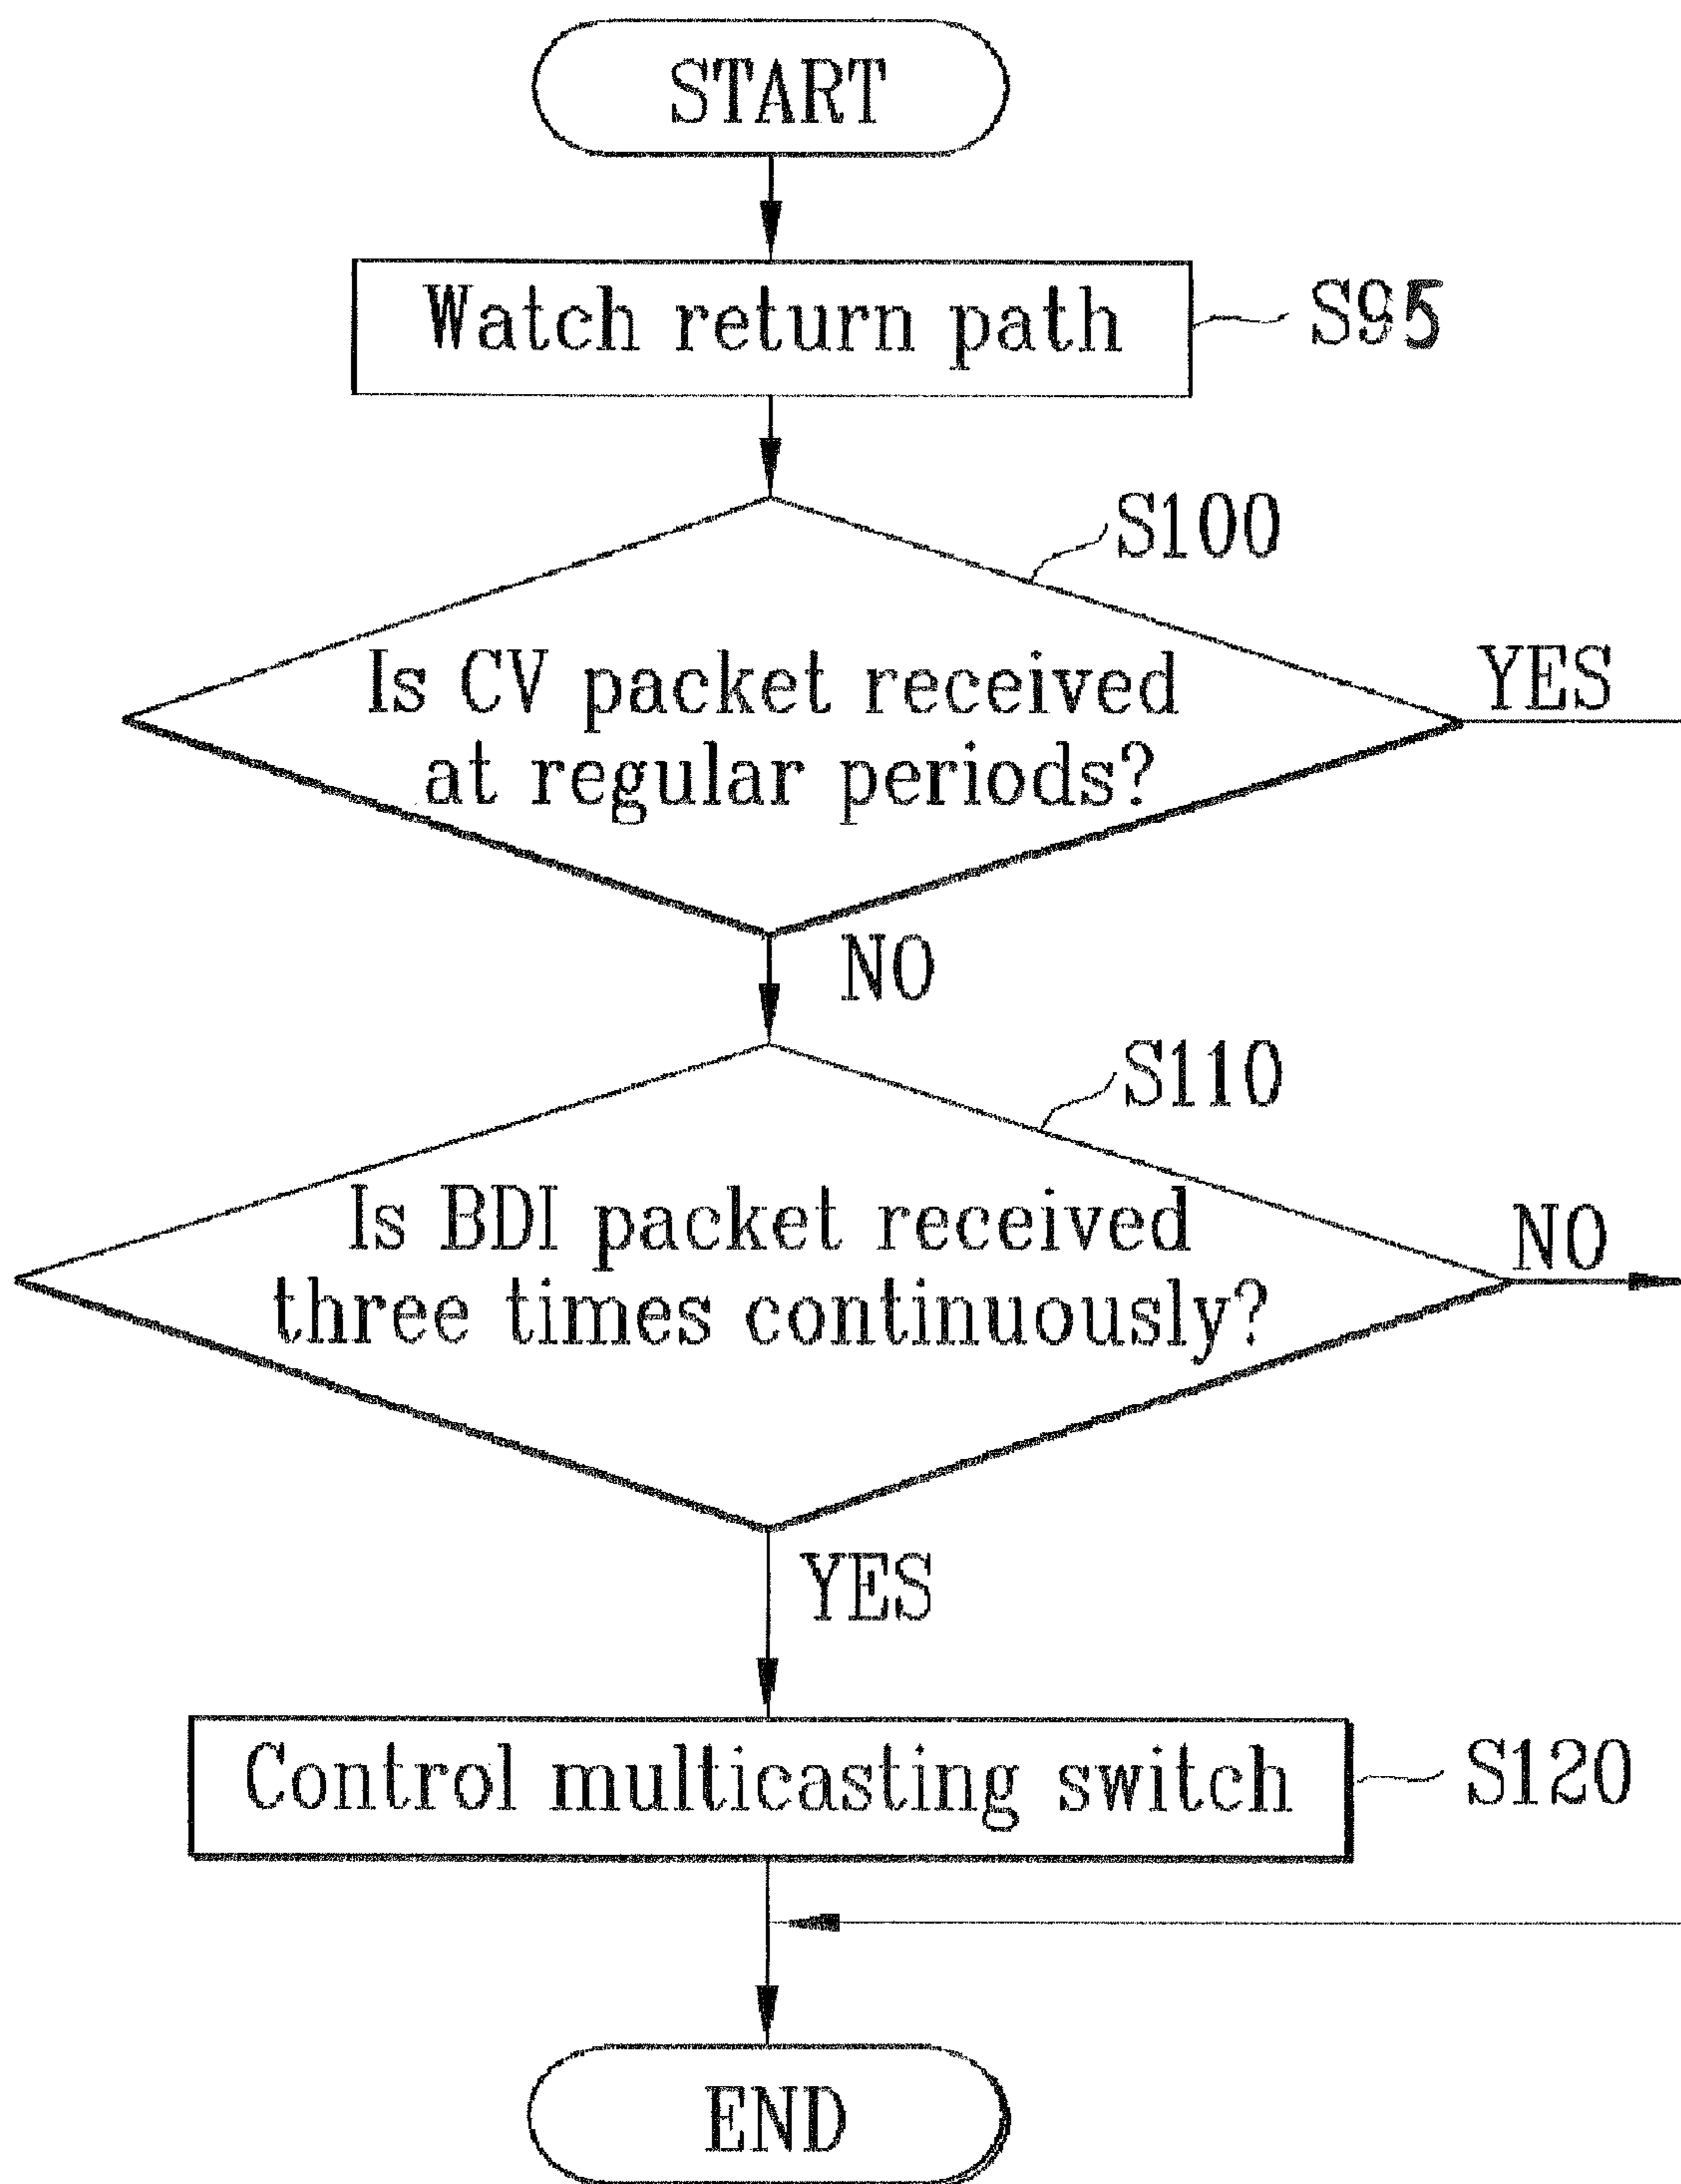 START
Watch return path
S95
S100
Is CV packet received
at regular periods?
YES
NO
S110
Is BDI packet received
three times continuously?
NO
YES
Control multicasting switch
S120
END